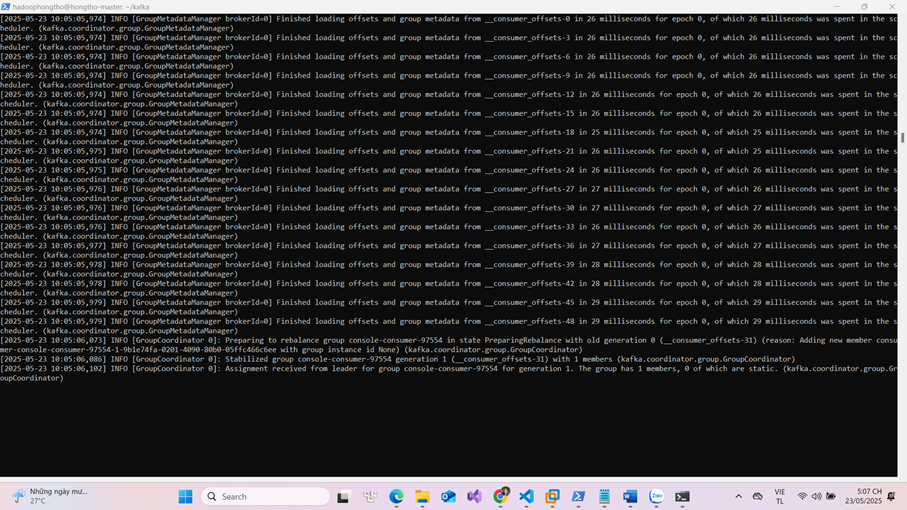 hadoophongtho@hongtho-master: ~/kafka
[2025-05-23 10:05:05,974] INFO [GroupMetadataManager brokerId=0] Finished loading offsets and group metadata from __consumer_offsets-0 in 26 milliseconds for epoch 0, of which 26 milliseconds was spent in the sc
heduler. (kafka.coordinator.group.GroupMetadataManager)
[2025-05-23 10:05:05,974] INFO [GroupMetadataManager brokerId=0] Finished loading offsets and group metadata from __consumer_offsets-3 in 26 milliseconds for epoch 0, of which 26 milliseconds was spent in the sc
heduler. (kafka.coordinator.group.GroupMetadataManager)
[2025-05-23 10:05:05,974] INFO [GroupMetadataManager brokerId=0] Finished loading offsets and group metadata from __consumer_offsets-6 in 26 milliseconds for epoch 0, of which 26 milliseconds was spent in the sc
heduler. (kafka.coordinator.group.GroupMetadataManager)
[2025-05-23 10:05:05,974] INFO [GroupMetadataManager brokerId=0] Finished loading offsets and group metadata from __consumer_offsets-9 in 26 milliseconds for epoch 0, of which 26 milliseconds was spent in the sc
heduler. (kafka.coordinator.group.GroupMetadataManager)
[2025-05-23 10:05:05,974] INFO [GroupMetadataManager brokerId=0] Finished loading offsets and group metadata from __consumer_offsets-12 in 26 milliseconds for epoch 0, of which 26 milliseconds was spent in the s
cheduler. (kafka.coordinator.group.GroupMetadataManager)
[2025-05-23 10:05:05,974] INFO [GroupMetadataManager brokerId=0] Finished loading offsets and group metadata from __consumer_offsets-15 in 26 milliseconds for epoch 0, of which 26 milliseconds was spent in the s
cheduler. (kafka.coordinator.group.GroupMetadataManager)
[2025-05-23 10:05:05,974] INFO [GroupMetadataManager brokerId=0] Finished loading offsets and group metadata from __consumer_offsets-18 in 25 milliseconds for epoch 0, of which 25 milliseconds was spent in the s
cheduler. (kafka.coordinator.group.GroupMetadataManager)
[2025-05-23 10:05:05,975] INFO [GroupMetadataManager brokerId=0] Finished loading offsets and group metadata from __consumer_offsets-21 in 26 milliseconds for epoch 0, of which 25 milliseconds was spent in the s
cheduler. (kafka.coordinator.group.GroupMetadataManager)
[2025-05-23 10:05:05,975] INFO [GroupMetadataManager brokerId=0] Finished loading offsets and group metadata from __consumer_offsets-24 in 26 milliseconds for epoch 0, of which 26 milliseconds was spent in the s
cheduler. (kafka.coordinator.group.GroupMetadataManager)
[2025-05-23 10:05:05,976] INFO [GroupMetadataManager brokerId=0] Finished loading offsets and group metadata from __consumer_offsets-27 in 27 milliseconds for epoch 0, of which 27 milliseconds was spent in the s
cheduler. (kafka.coordinator.group.GroupMetadataManager)
[2025-05-23 10:05:05,976] INFO [GroupMetadataManager brokerId=0] Finished loading offsets and group metadata from __consumer_offsets-30 in 27 milliseconds for epoch 0, of which 27 milliseconds was spent in the s
cheduler. (kafka.coordinator.group.GroupMetadataManager)
[2025-05-23 10:05:05,976] INFO [GroupMetadataManager brokerId=0] Finished loading offsets and group metadata from __consumer_offsets-33 in 27 milliseconds for epoch 0, of which 26 milliseconds was spent in the s
cheduler. (kafka.coordinator.group.GroupMetadataManager)
[2025-05-23 10:05:05,977] INFO [GroupMetadataManager brokerId=0] Finished loading offsets and group metadata from __consumer_offsets-36 in 27 milliseconds for epoch 0, of which 27 milliseconds was spent in the s
cheduler. (kafka.coordinator.group.GroupMetadataManager)
[2025-05-23 10:05:05,978] INFO [GroupMetadataManager brokerId=0] Finished loading offsets and group metadata from __consumer_offsets-39 in 28 milliseconds for epoch 0, of which 28 milliseconds was spent in the s
cheduler. (kafka.coordinator.group.GroupMetadataManager)
[2025-05-23 10:05:05,978] INFO [GroupMetadataManager brokerId=0] Finished loading offsets and group metadata from __consumer_offsets-42 in 28 milliseconds for epoch 0, of which 28 milliseconds was spent in the s
cheduler. (kafka.coordinator.group.GroupMetadataManager)
[2025-05-23 10:05:05,979] INFO [GroupMetadataManager brokerId=0] Finished loading offsets and group metadata from __consumer_offsets-45 in 29 milliseconds for epoch 0, of which 29 milliseconds was spent in the s
cheduler. (kafka.coordinator.group.GroupMetadataManager)
[2025-05-23 10:05:05,979] INFO [GroupMetadataManager brokerId=0] Finished loading offsets and group metadata from __consumer_offsets-48 in 29 milliseconds for epoch 0, of which 29 milliseconds was spent in the s
cheduler. (kafka.coordinator.group.GroupMetadataManager)
[2025-05-23 10:05:06,073] INFO [GroupCoordinator 0]: Preparing to rebalance group console-consumer-97554 in state PreparingRebalance with old generation 0 (__consumer_offsets-31) (reason: Adding new member consu
mer-console-consumer-97554-1-9b1e74fa-0201-4090-80b0-05ffc466c6ee with group instance id None) (kafka.coordinator.group.GroupCoordinator)
[2025-05-23 10:05:06,086] INFO [GroupCoordinator 0]: Stabilized group console-consumer-97554 generation 1 (__consumer_offsets-31) with 1 members (kafka.coordinator.group.GroupCoordinator)
[2025-05-23 10:05:06,102] INFO [GroupCoordinator 0]: Assignment received from leader for group console-consumer-97554 for generation 1. The group has 1 members, 0 of which are static. (kafka.coordinator.group.Gr
oupCoordinator)
Những ngày mư...
27°C
Search
Zalo
VIE
TL
5:07 CH
23/05/2025